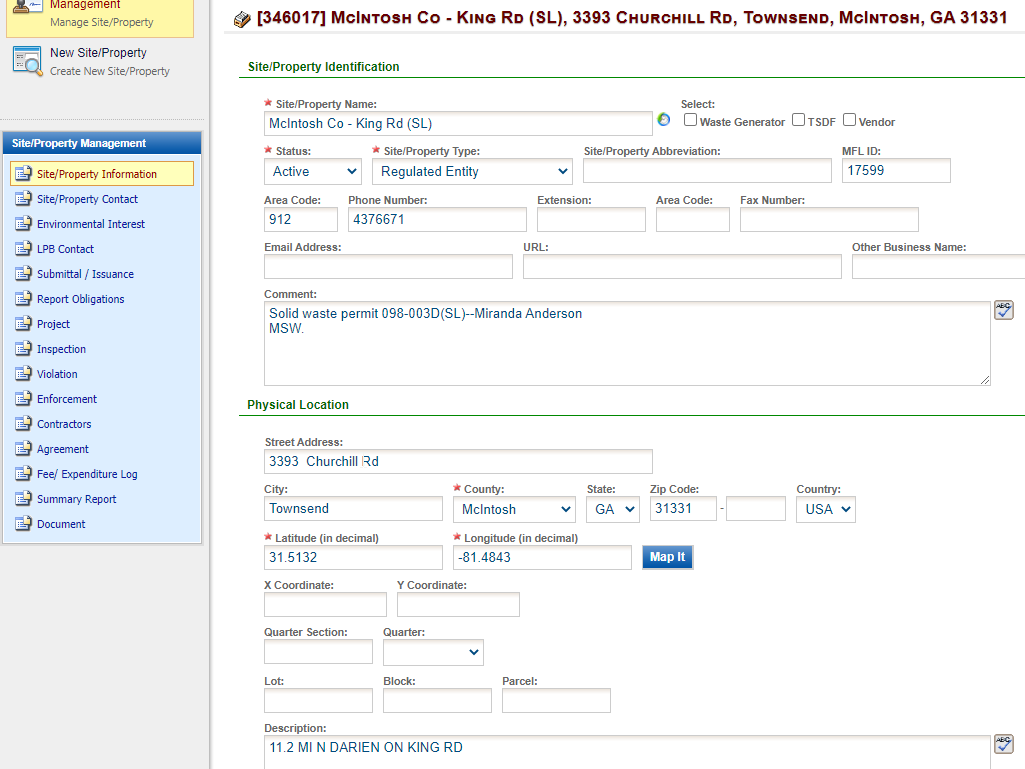 Management
Manage Site/Property
New Site/Property
Create New Site/Property
Site/Property Management
Site/Property Information
Site/Property Contact
Environmental Interest
LPB Contact
Submittal / Issuance
Report Obligations
Project
Inspection
Violation
Enforcement
Contractors
Agreement
Fee/ Expenditure Log
Summary Report
Document
[346017] McIntosh Co - King Rd (SL), 3393 Churchill Rd, Townsend, McIntosh, GA 31331
Site/Property Identification
* Site/Property Name: Select:
McIntosh Co - King Rd (SL) Waste Generator TSDF Vendor
* Status: * Site/Property Type: Site/Property Abbreviation: MFL ID:
Active Regulated Entity 17599
Area Code: Phone Number: Extension: Area Code: Fax Number:
912 4376671
Email Address: URL: Other Business Name:
Comment:
Solid waste permit 098-003D(SL)--Miranda Anderson
MSW.
ABC
Physical Location
Street Address:
3393  Churchill Rd
City: * County: State: Zip Code: Country:
Townsend McIntosh GA 31331 - USA
* Latitude (in decimal) * Longitude (in decimal)
31.5132 -81.4843 Map It
X Coordinate: Y Coordinate:
Quarter Section: Quarter:
Lot: Block: Parcel:
Description:
11.2 MI N DARIEN ON KING RD
ABC